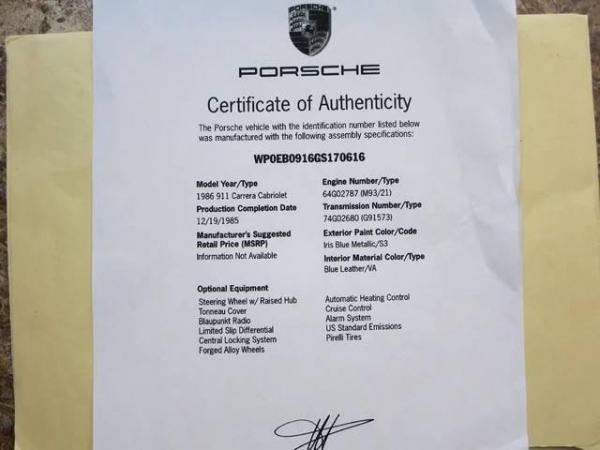 PORSCHE
PORSCHE
Certificate of Authenticity
The Porsche vehicle with the identification number listed below
was manufactured with the following assembly specifications:
WP0EB0916GS170616
Model Year/Type
1986 911 Carrera Cabriolet
Production Completion Date
12/19/1985
Manufacturer's Suggested
Retail Price (MSRP)
Information Not Available
Engine Number/Type
64G02787 (M93/21)
Transmission Number/Type
74G02680 (G91573)
Exterior Paint Color/Code
Iris Blue Metallic/S3
Interior Material Color/Type
Blue Leather/VA
Optional Equipment
Steering Wheel w/ Raised Hub
Tonneau Cover
Blaupunkt Radio
Limited Slip Differential
Central Locking System
Forged Alloy Wheels
Automatic Heating Control
Cruise Control
Alarm System
US Standard Emissions
Pirelli Tires